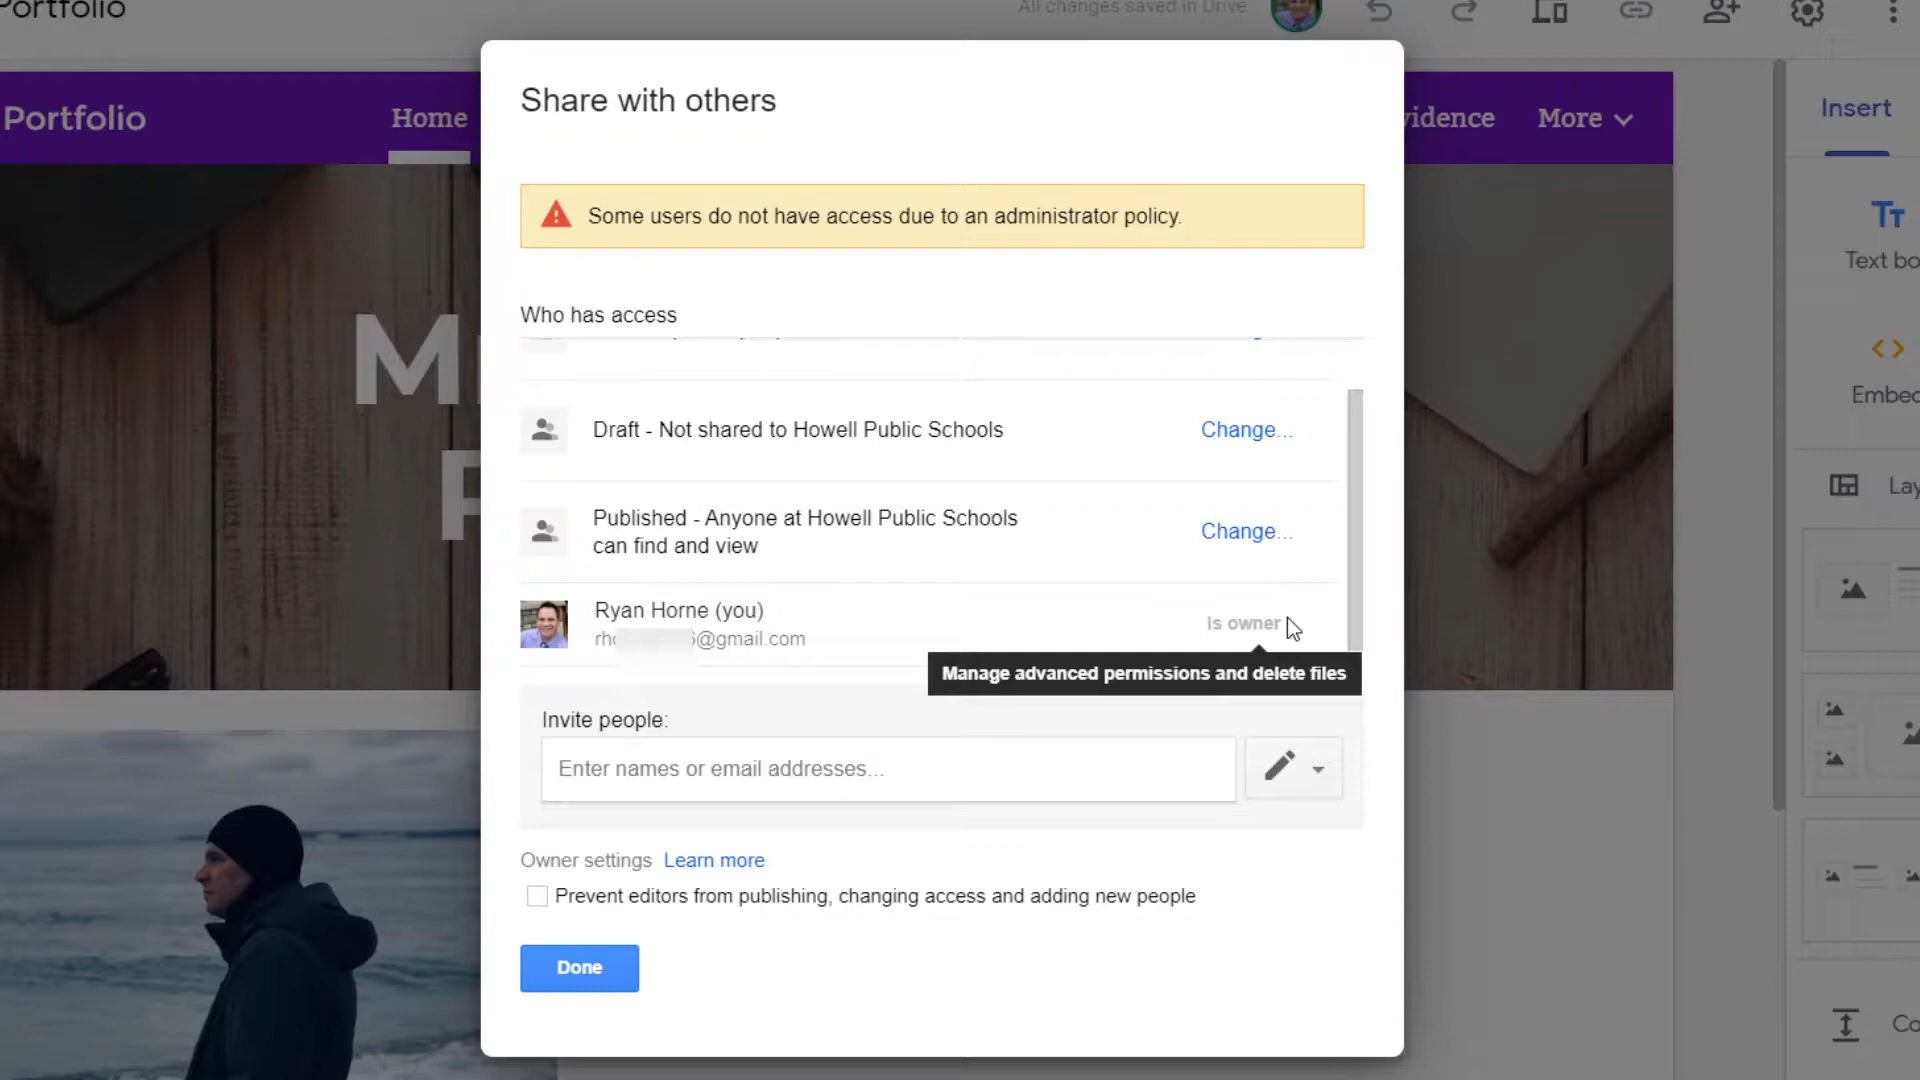 Portfolio
All changes saved in Drive
Portfolio
Home
More
Insert
Share with others
Some users do not have access due to an administrator policy.
Who has access
Draft - Not shared to Howell Public Schools
Change...
Published - Anyone at Howell Public Schools
can find and view
Change...
Ryan Horne (you)
@gmail.com
Is owner
Manage advanced permissions and delete files
Invite people:
Enter names or email addresses...
Owner settings Learn more
Prevent editors from publishing, changing access and adding new people
Done
Tt
Text bo
Embed
Lay
Co
M
P